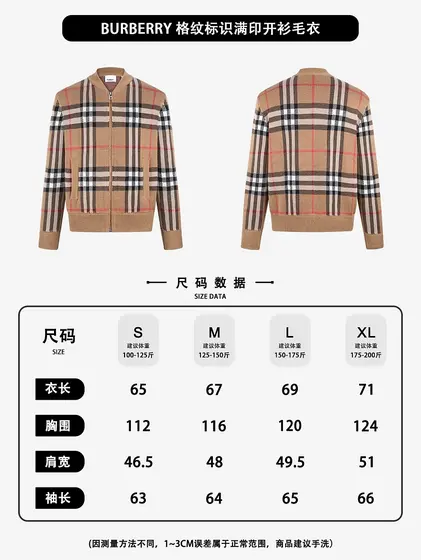 BURBERRY 格纹标识满印开衫毛衣
尺码数据
SIZE DATA
尺码 S M L XL
SIZE 建议体重 建议体重 建议体重 建议体重
100-125斤 125-150斤 150-175斤 175-200斤
衣长 65 67 69 71
胸围 112 116 120 124
肩宽 46.5 48 49.5 51
袖长 63 64 65 66
(因测量方法不同，1~3CM误差属于正常范围，商品建议手洗)